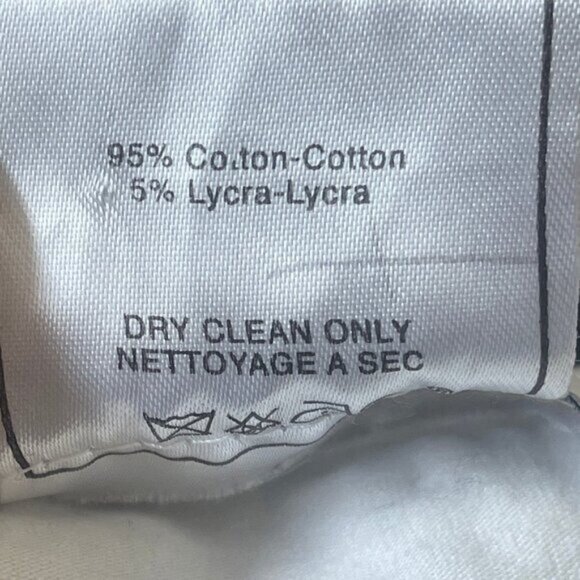 95% Cotton-Cotton
5% Lycra-Lycra
DRY CLEAN ONLY
NETTOYAGE A SEC